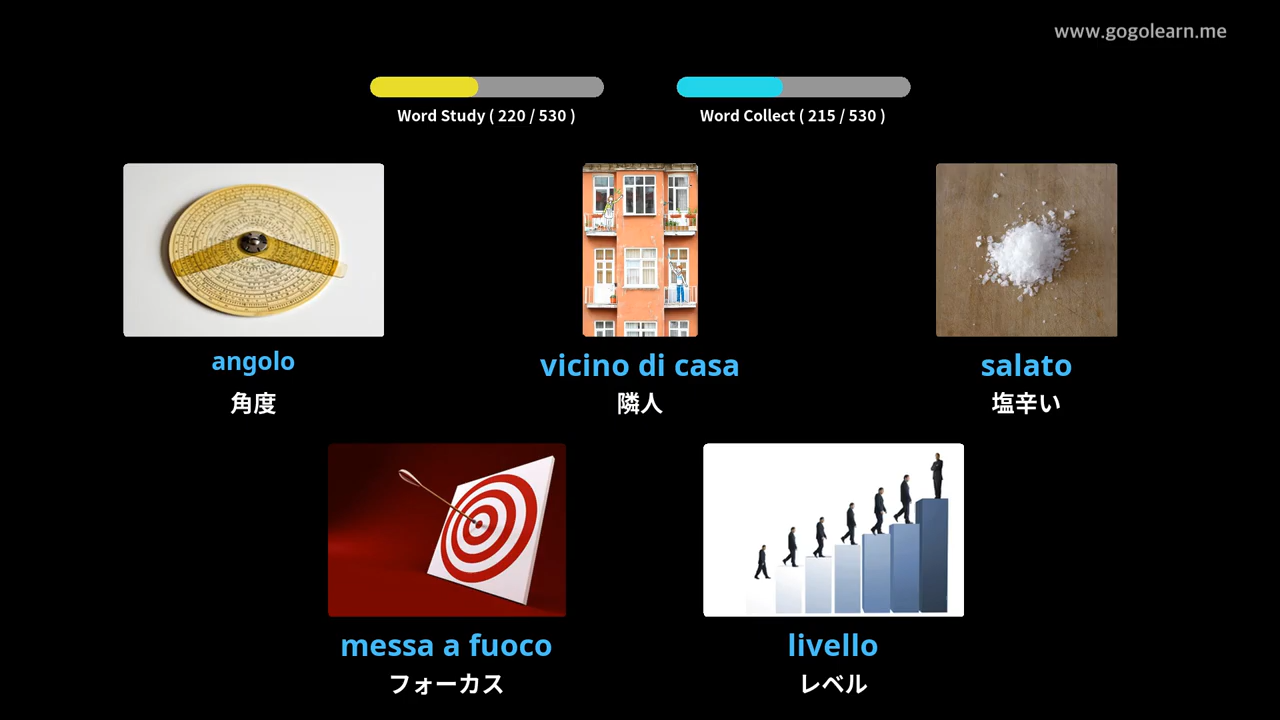 www.gogolearn.me
Word Study ( 220 / 530 )
Word Collect ( 215 / 530 )
angolo
角度
vicino di casa
隣人
salato
塩辛い
messa a fuoco
フォーカス
livello
レベル